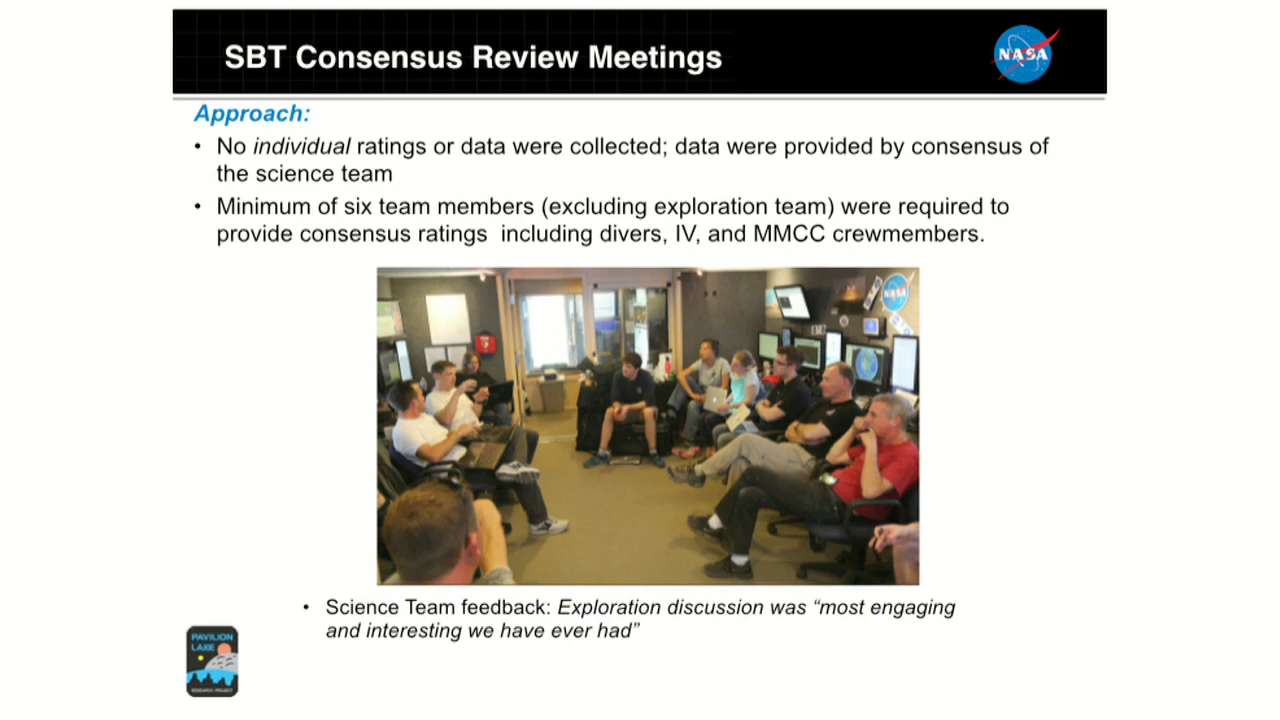 SBT Consensus Review Meetings
NASA
Approach:
• No individual ratings or data were collected; data were provided by consensus of
the science team
• Minimum of six team members (excluding exploration team) were required to
provide consensus ratings including divers, IV, and MMCC crewmembers.
NASA
• Science Team feedback: Exploration discussion was “most engaging
and interesting we have ever had”
PAVILION
LAKE
RESEARCH PROJECT